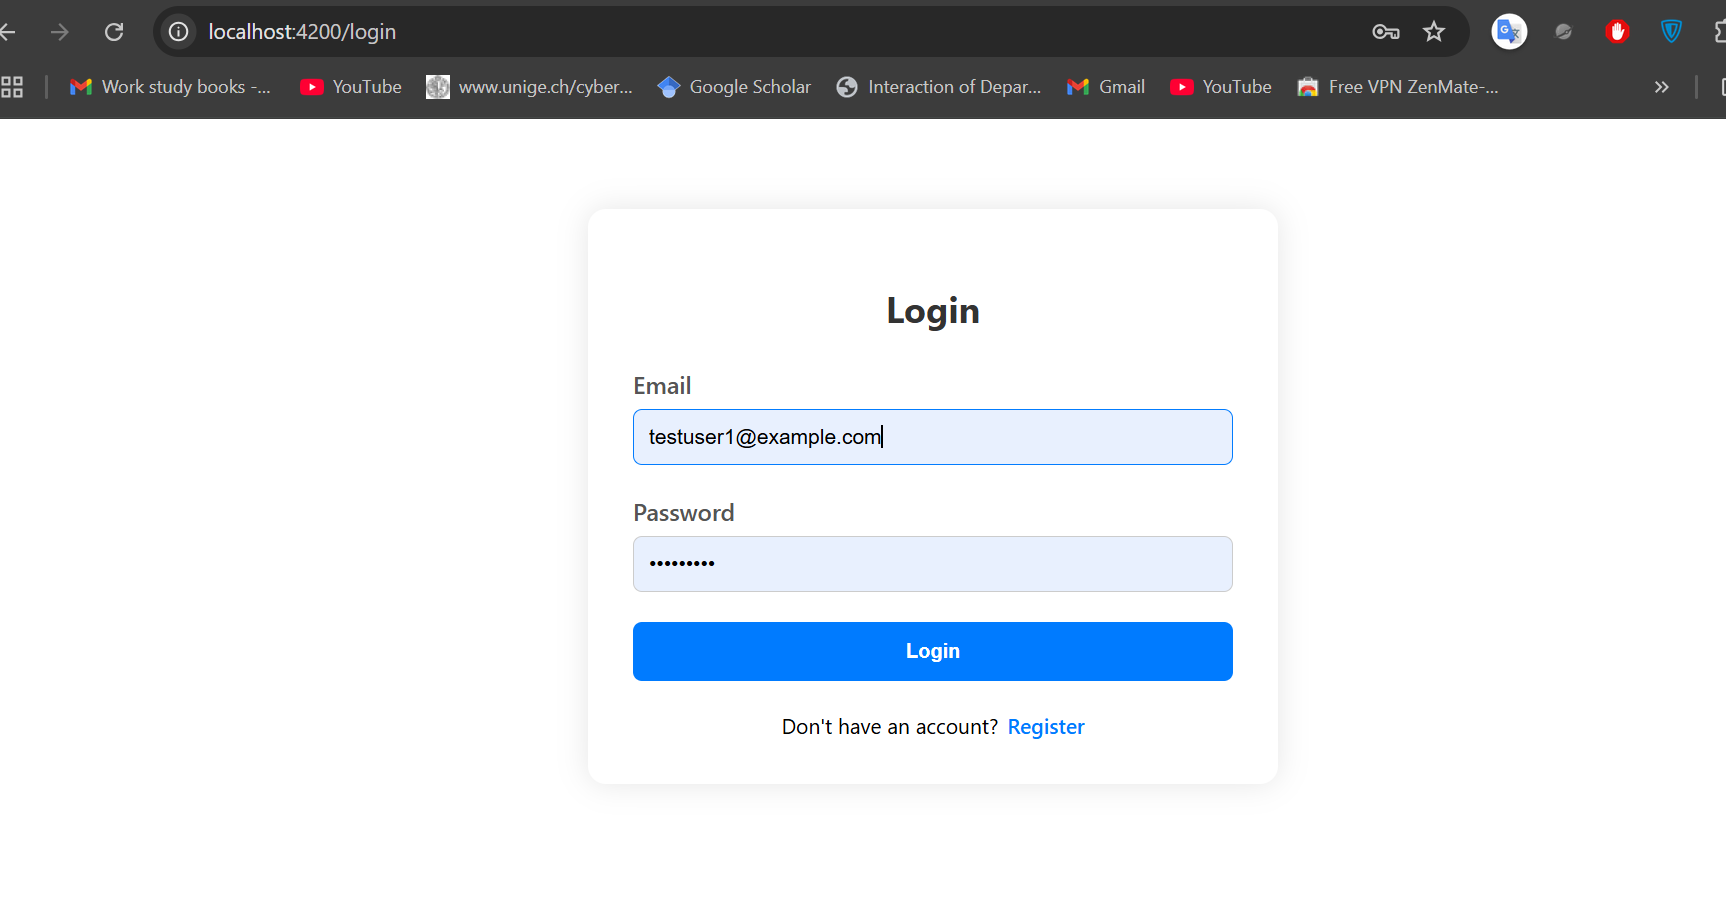 localhost:4200/login
Work study books -... YouTube www.unige.ch/cyber... Google Scholar Interaction of Depar... Gmail YouTube Free VPN ZenMate-...
Login
Email
testuser1@example.com
Password
•••••••••
Login
Don't have an account? Register